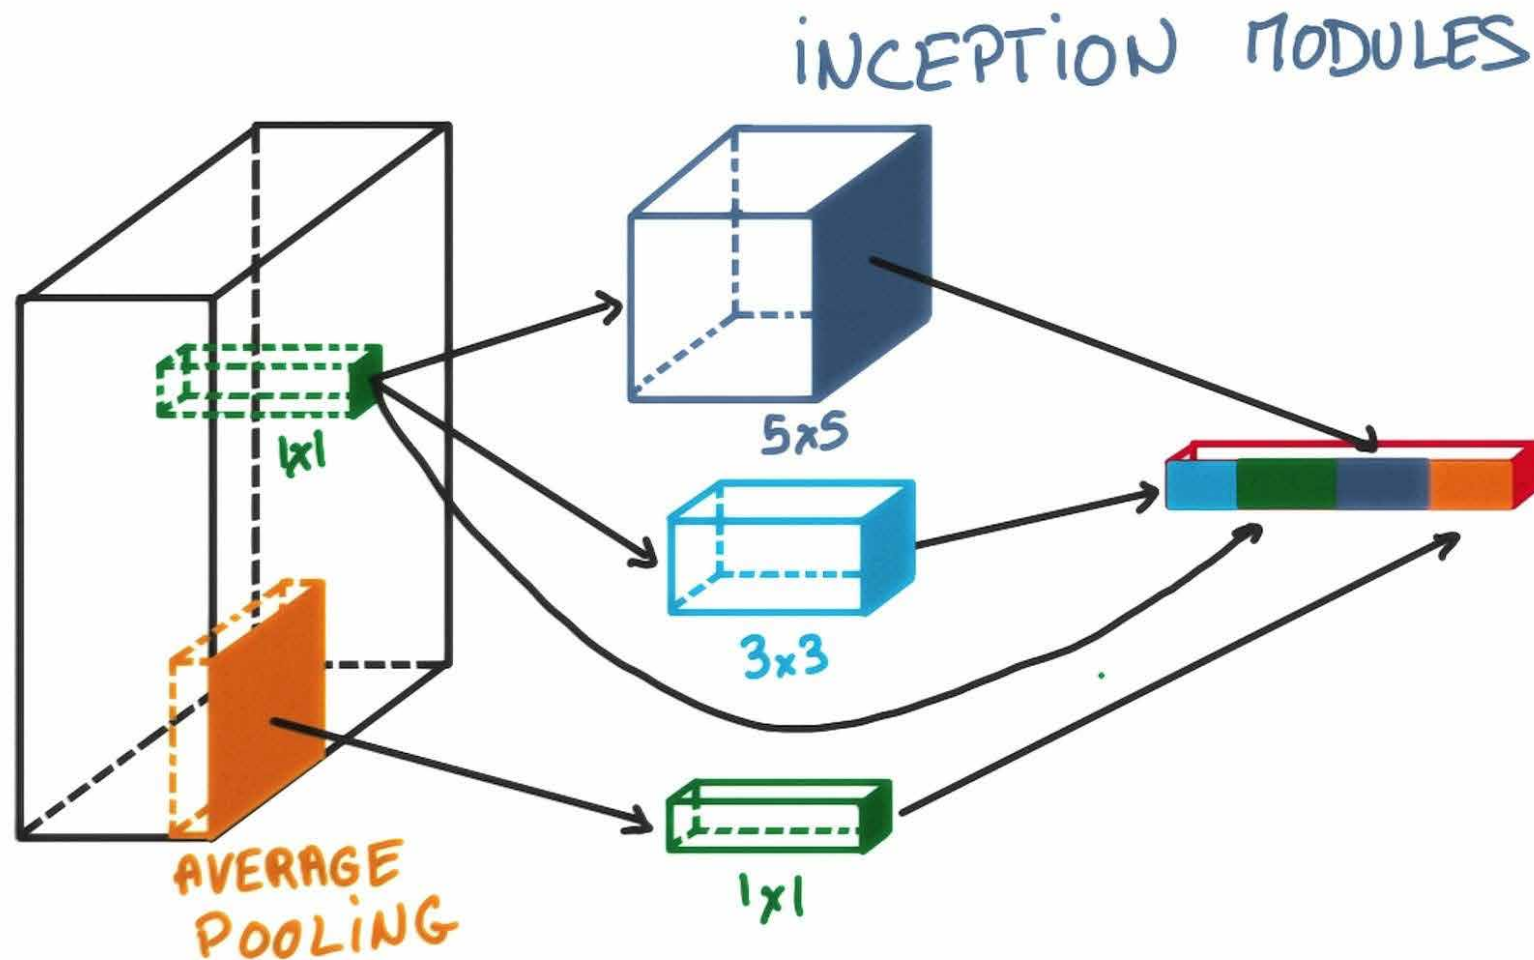 INCEPTION MODULES
1x1
5x5
3x3
AVERAGE
POOLING
1x1